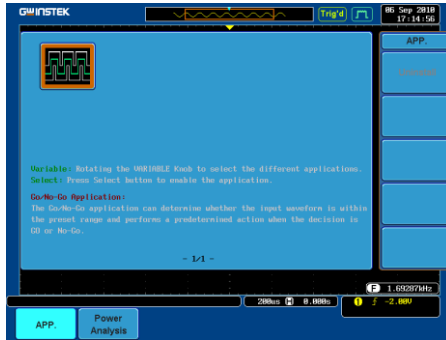 GWINSTEK
Trig'd
06 Sep 2010
17:14:56
APP.
Variable: Rotating the VARIABLE Knob to select the different applications.
Select: Press Select button to enable the application.
Go/No-Go Application:
The Go/No-Go application can determine whether the input waveform is within
the preset range and performs a predetermined action when the decision is
GO or No-Go.
- 1/1 -
F 1.69287kHz
200us H 0.000s
1 -2.00V
APP.
Power
Analysis